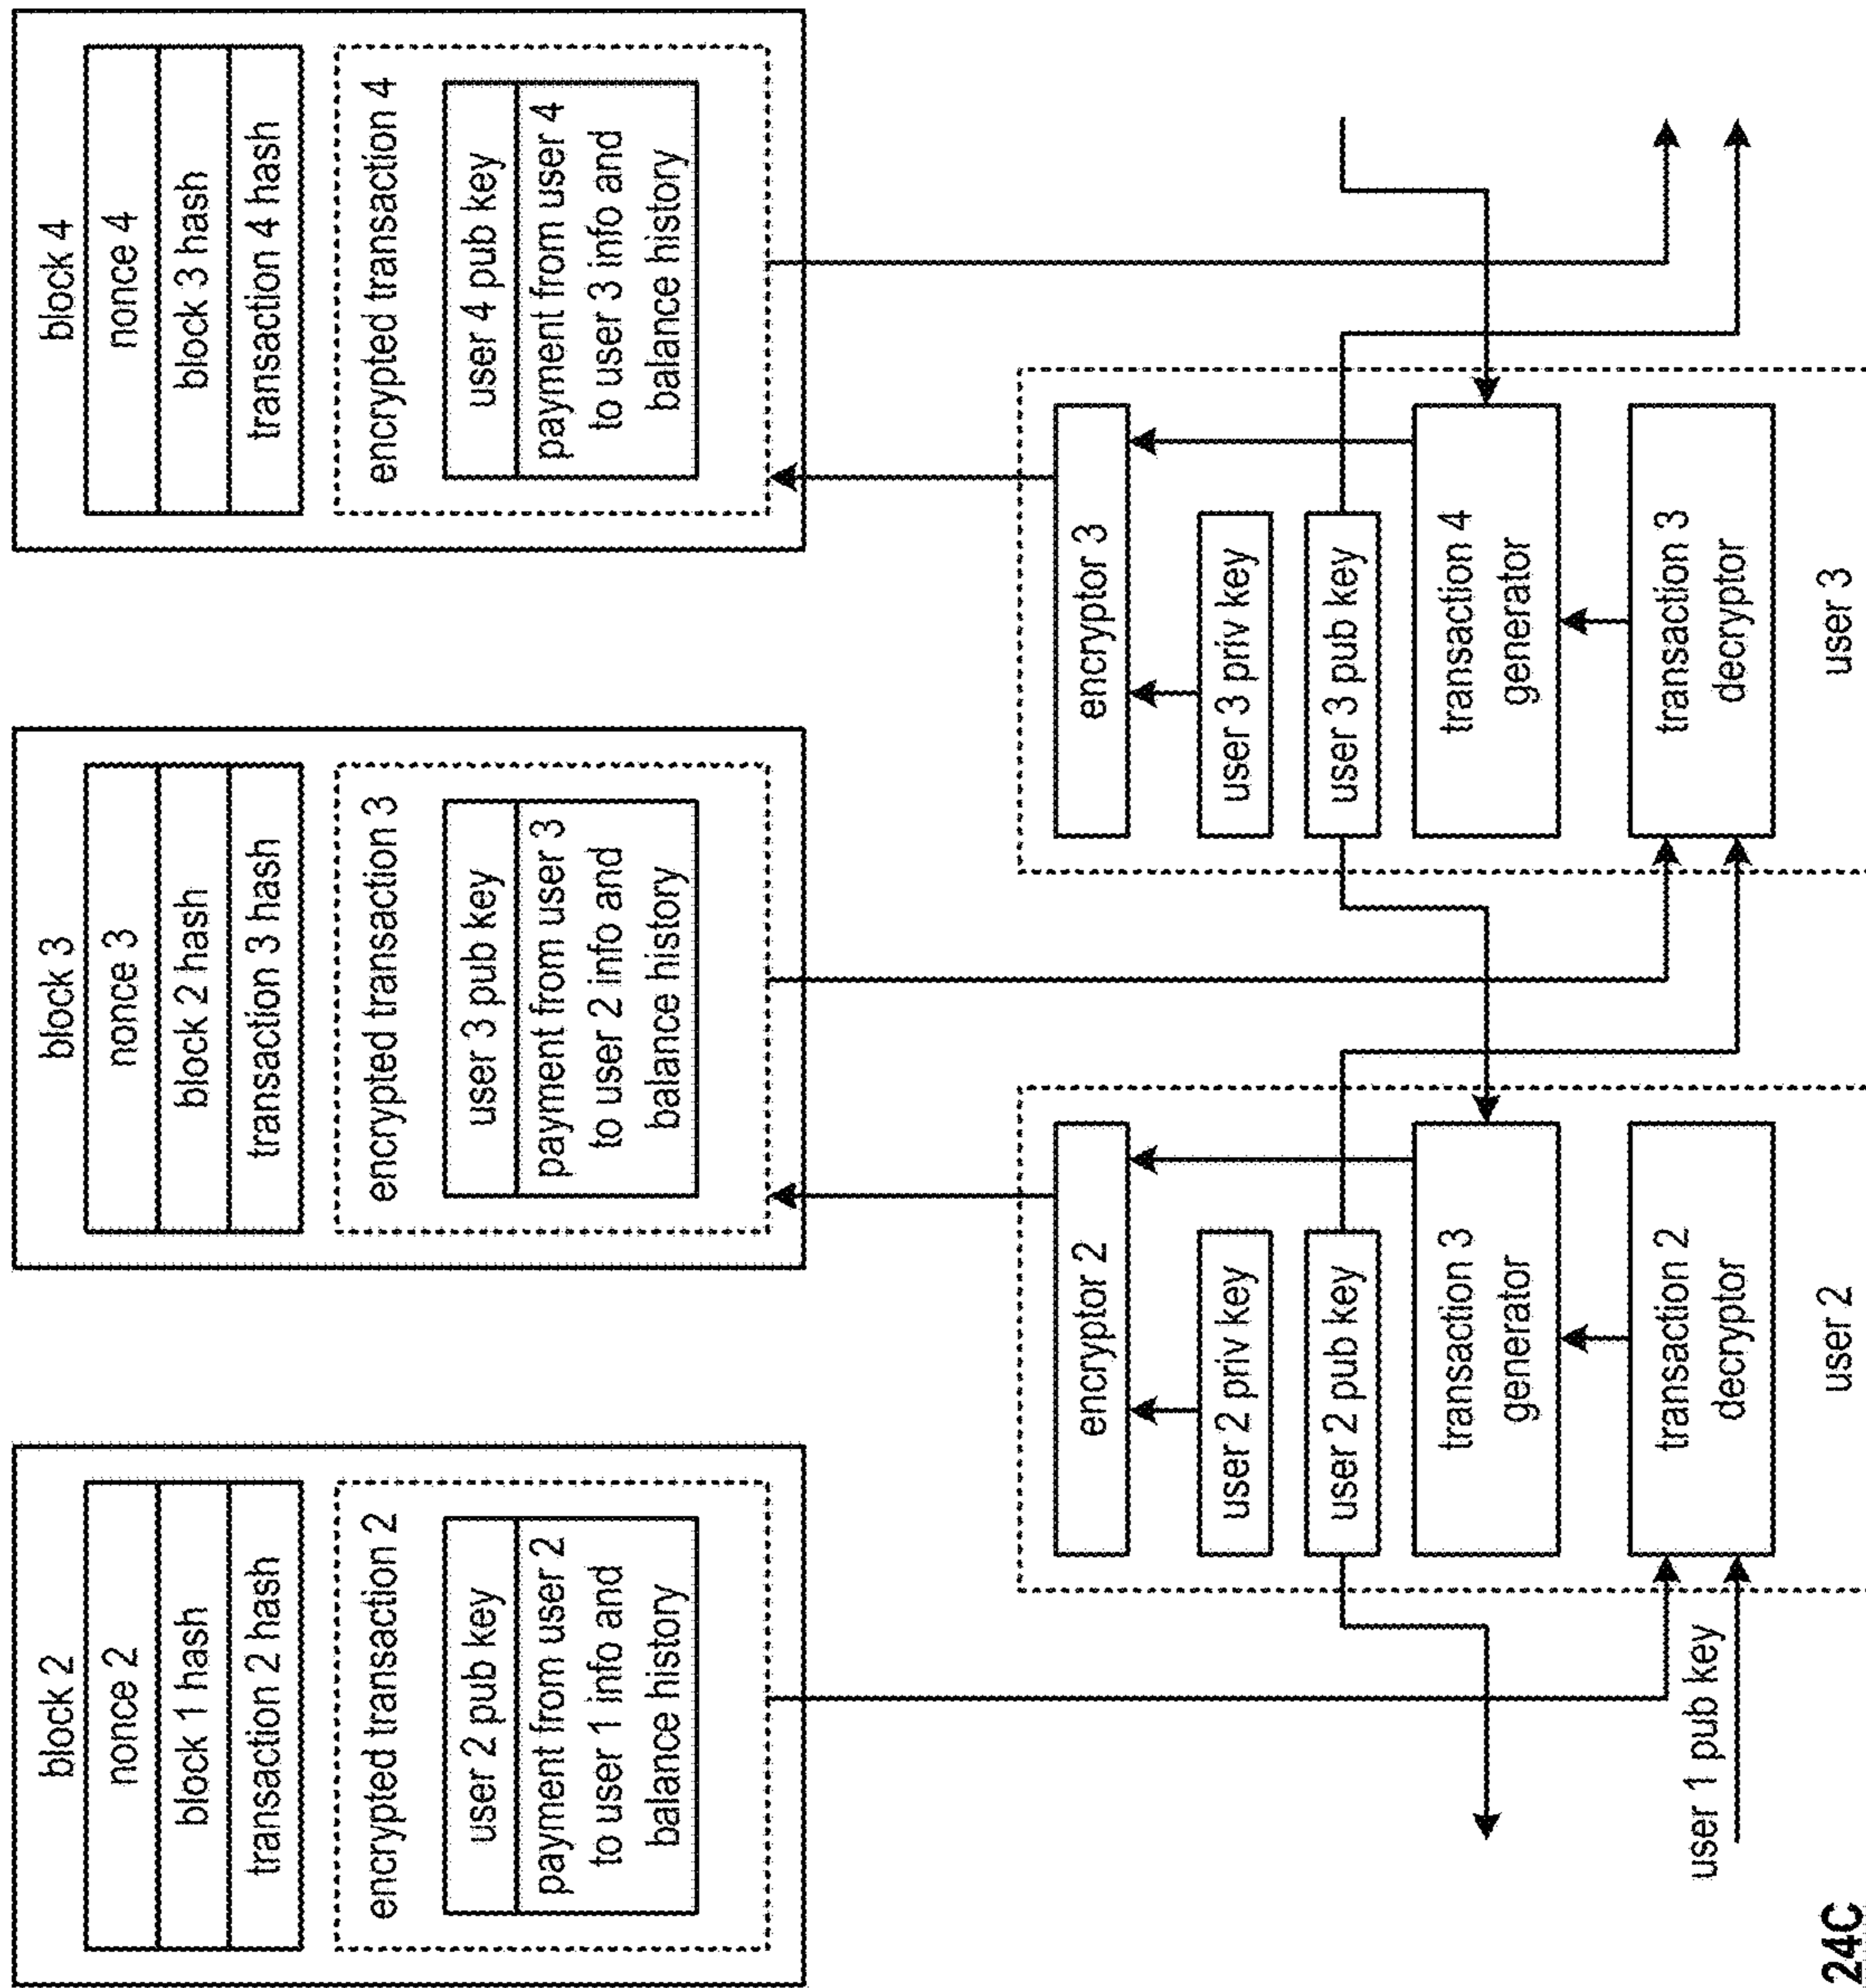 block 2
nonce 2
block 1 hash
transaction 2 hash
encrypted transaction 2
user 2 pub key
payment from user 2
to user 1 info and
balance history
block 3
nonce 3
block 2 hash
transaction 3 hash
encrypted transaction 3
user 3 pub key
payment from user 3
to user 2 info and
balance history
block 4
nonce 4
block 3 hash
transaction 4 hash
encrypted transaction 4
user 4 pub key
payment from user 4
to user 3 info and
balance history
encryptor 2
user 2 priv key
user 2 pub key
transaction 3
generator
transaction 2
decryptor
user 2
encryptor 3
user 3 priv key
user 3 pub key
transaction 4
generator
transaction 3
decryptor
user 3
user 1 pub key
24C